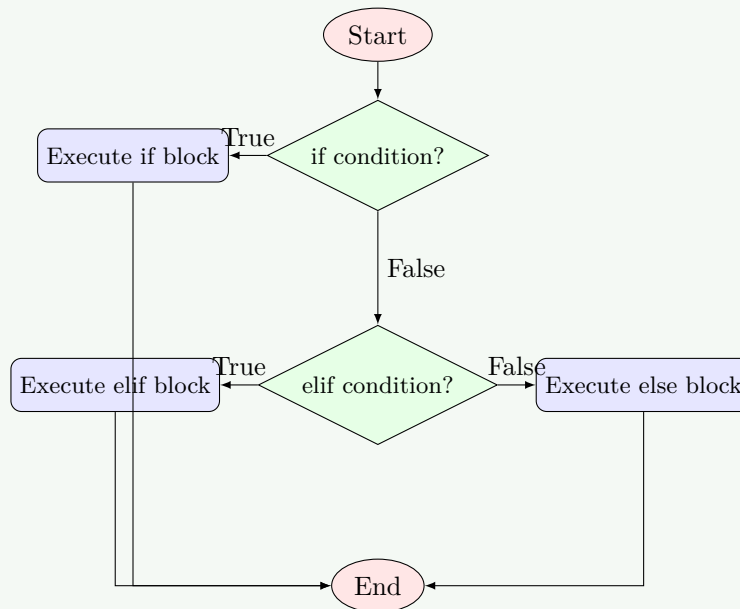 Start
True
Execute if block
if condition?
False
True
False
Execute elif block
elif condition?
Execute else block
End